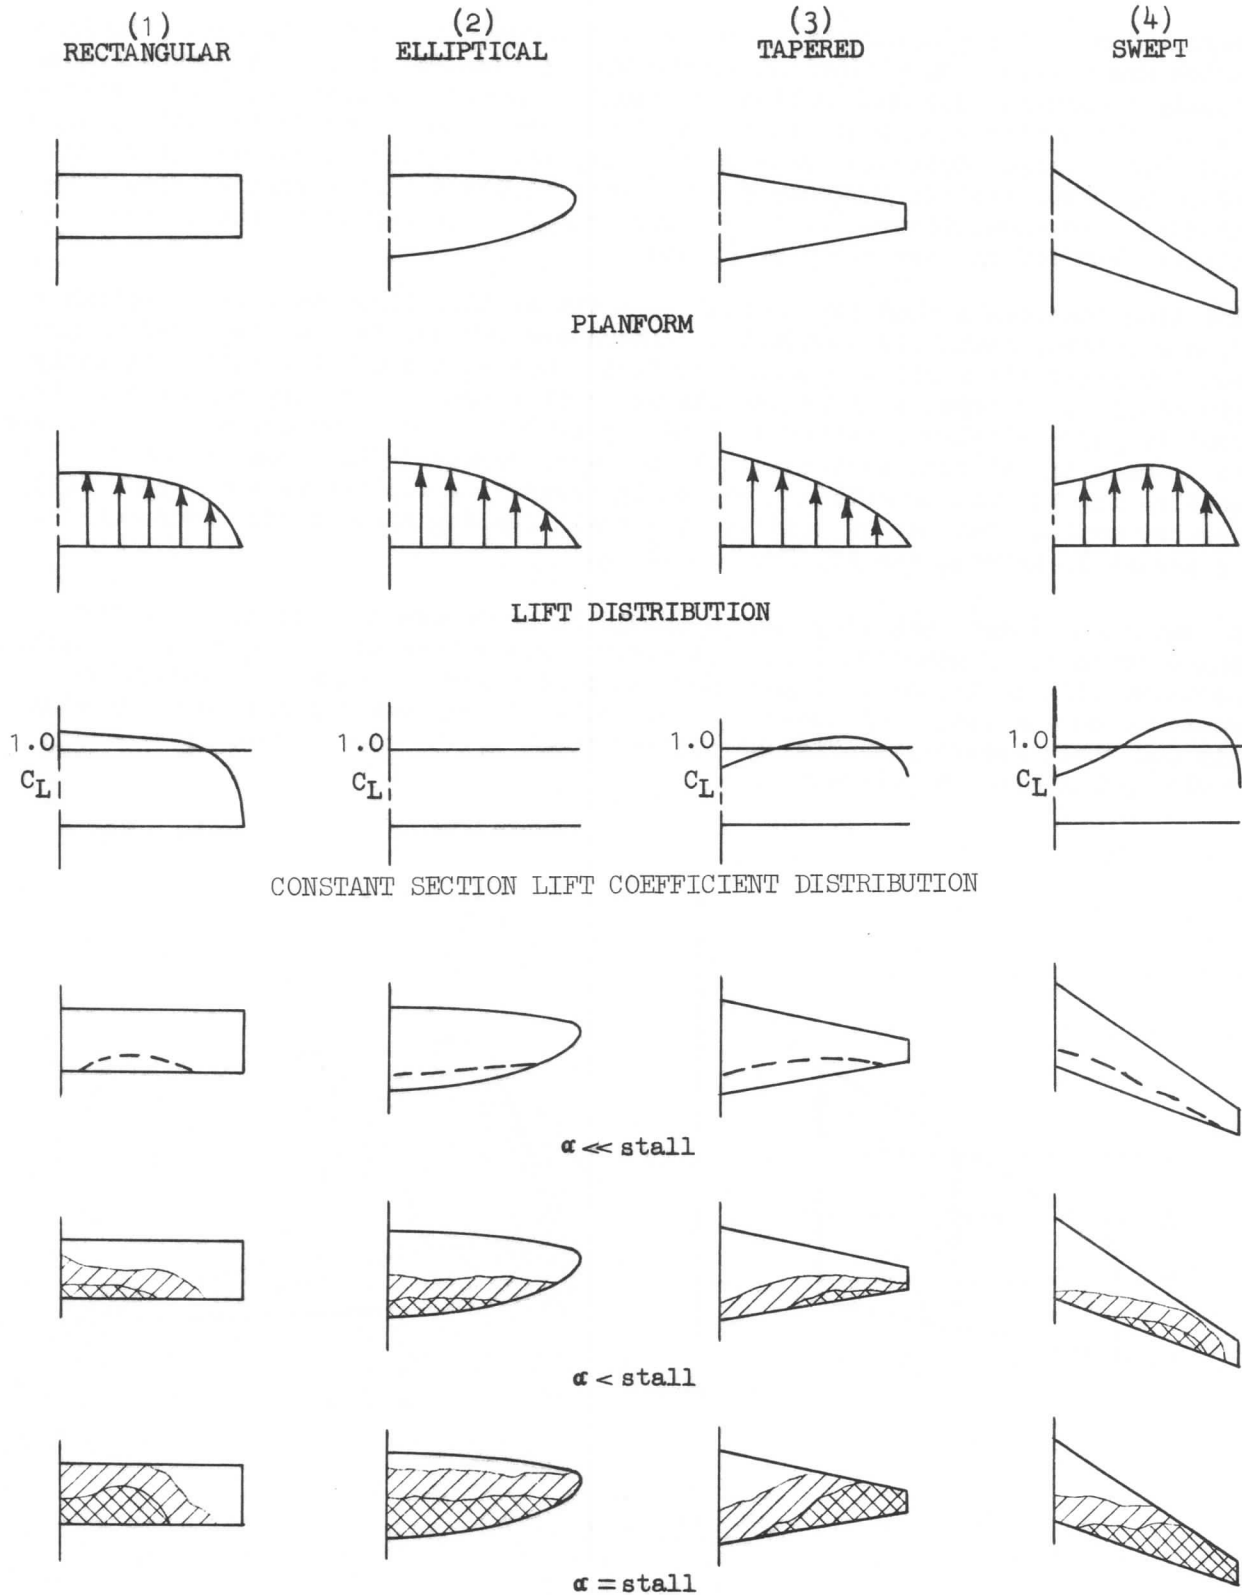 (1)
RECTANGULAR
(2)
ELLIPTICAL
(3)
TAPERED
(4)
SWEPT
PLANFORM
LIFT DISTRIBUTION
1.0
CL
1.0
CL
1.0
CL
1.0
CL
CONSTANT SECTION LIFT COEFFICIENT DISTRIBUTION
α << stall
α < stall
α = stall